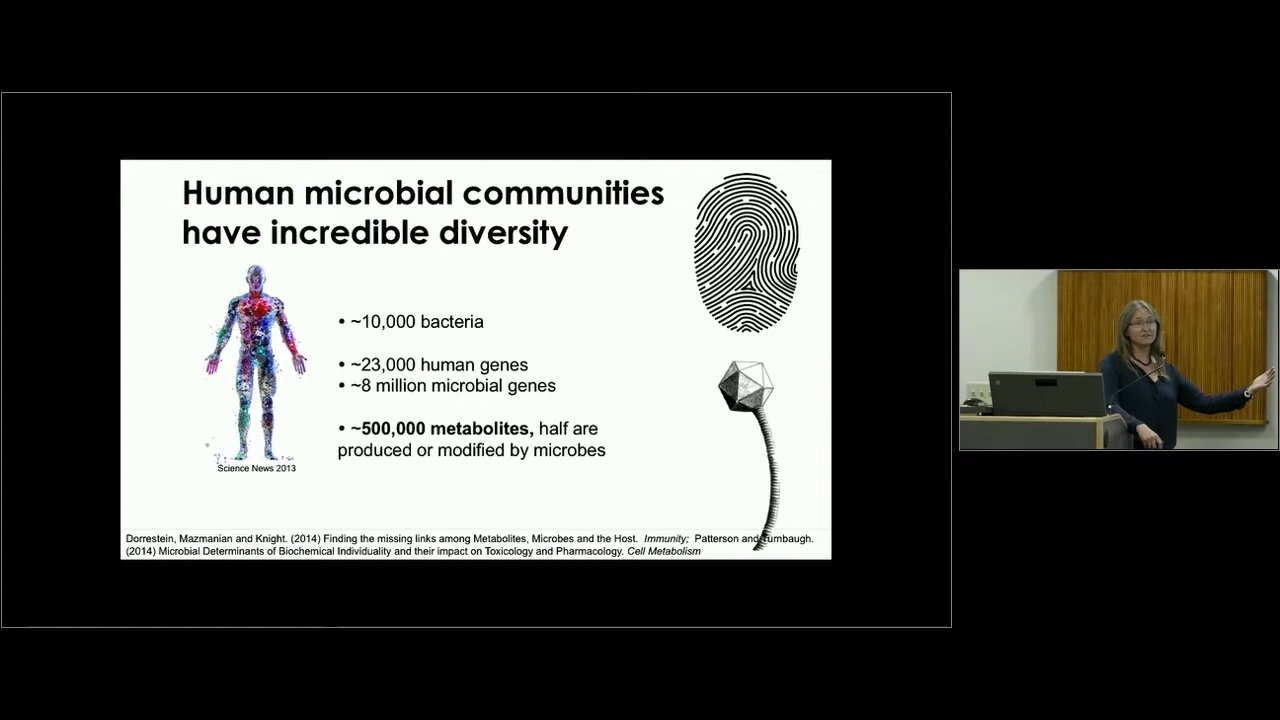 Human microbial communities
have incredible diversity
• ~10,000 bacteria
• ~23,000 human genes
• ~8 million microbial genes
• ~500,000 metabolites, half are
produced or modified by microbes
Science News 2013
Dorrestein, Mazmanian and Knight. (2014) Finding the missing links among Metabolites, Microbes and the Host. Immunity; Patterson and Turnbaugh.
(2014) Microbial Determinants of Biochemical Individuality and their impact on Toxicology and Pharmacology. Cell Metabolism